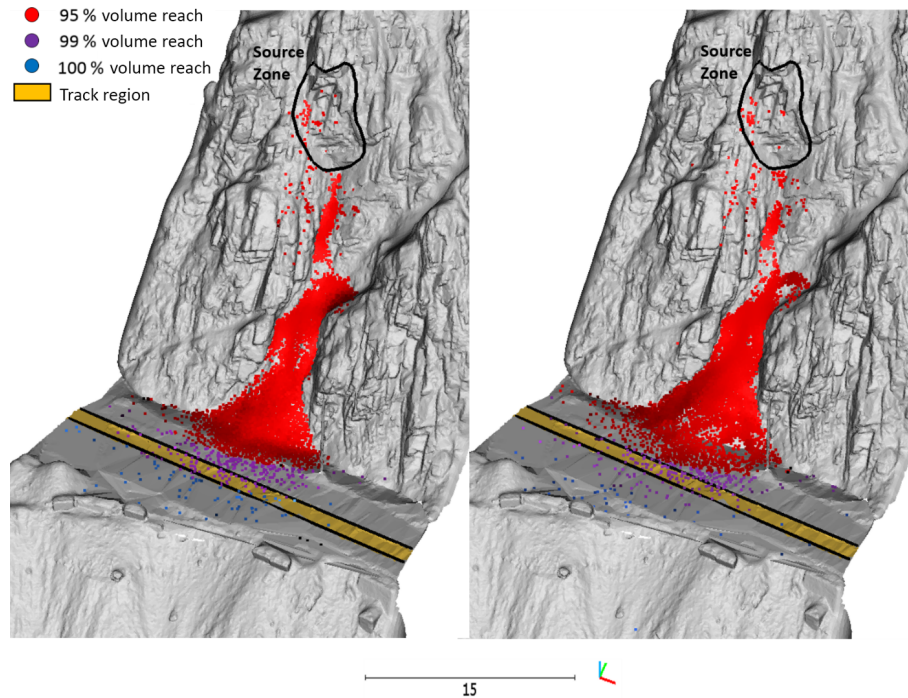 95 % volume reach
99 % volume reach
100 % volume reach
Track region
Source
Zone
Source
Zone
15